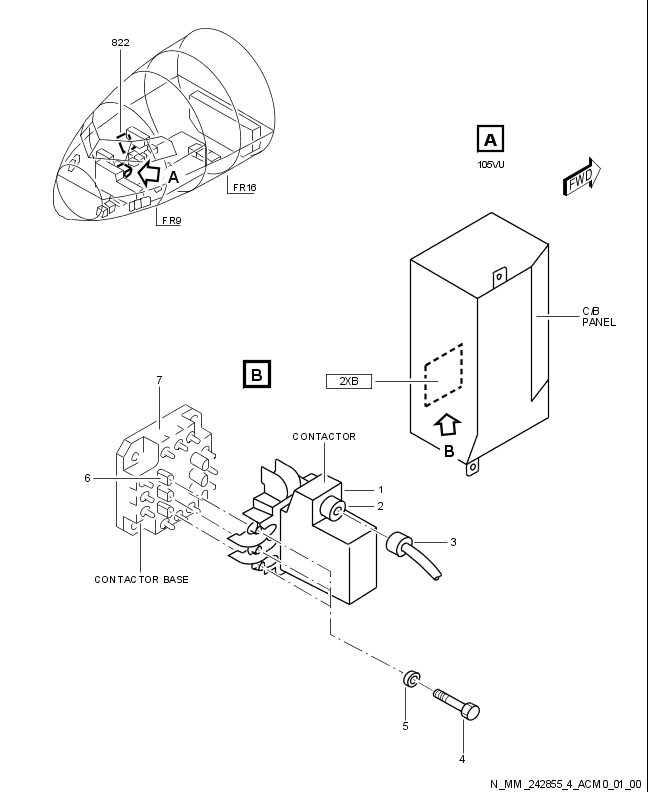 822
A
FR16
FR9
A
105VU
FWD
C/B
PANEL
2XB
B
B
7
CONTACTOR
6
1
2
3
CONTACTOR BASE
5
4
N_MM_242855_4_ACM0_01_00